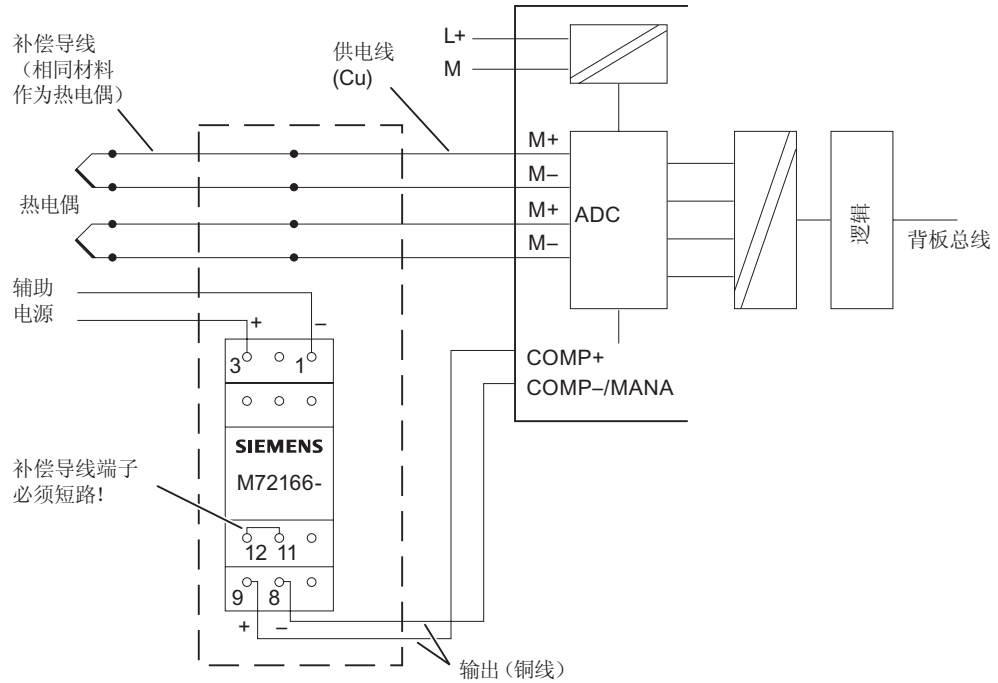 补偿导线
（相同材料
作为热电偶）
供电线
(Cu)
L+
M
M+
M–
M+
M–
ADC
逻辑
背板总线
热电偶
辅助
电源
+
–
3
1
COMP+
COMP–/MANA
SIEMENS
M72166-
补偿导线端子
必须短路！
12 11
9
8
+
–
输出（铜线）